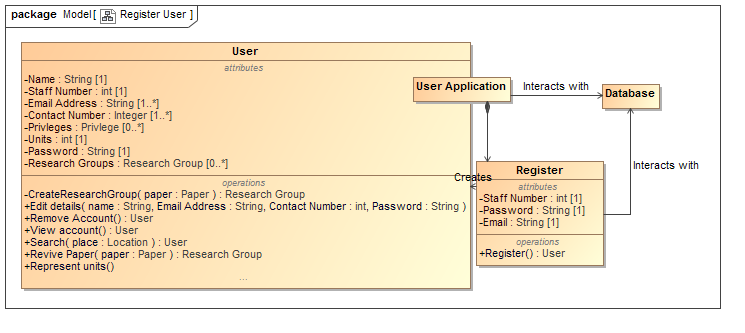 package Model[ Register User ]
User
attributes
-Name : String [1]
-Staff Number : int [1]
-Email Address : String [1..*]
-Contact Number : Integer [1..*]
-Privleges : Privlege [0..*]
-Units : int [1]
-Password : String [1]
-Research Groups : Research Group [0..*]
operations
-CreateResearchGroup( paper : Paper ) : Research Group
+Edit details( name : String, Email Address : String, Contact Number : int, Password : String )
+Remove Account() : User
+View account() : User
+Search( place : Location ) : User
+Revive Paper( paper : Paper ) : Research Group
+Represent units()
...
User Application
Interacts with
Database
Creates
Register
attributes
-Staff Number : int [1]
-Password : String [1]
-Email : String [1]
operations
+Register() : User
Interacts with